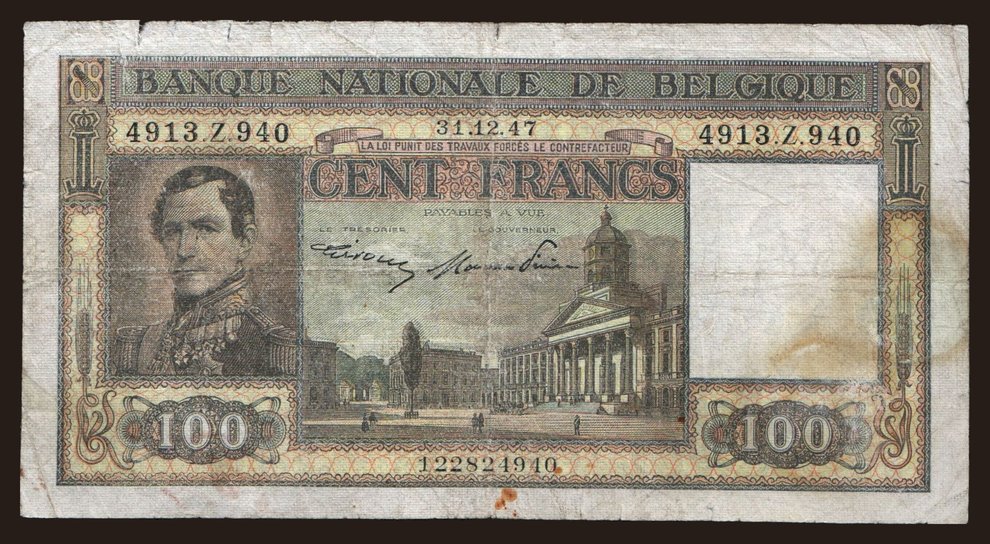 BANQUE NATIONALE DE BELGIQUE
4913.Z.940 31.12.47 4913.Z.940
LA LOI PUNIT DES TRAVAUX FORCÉS LE CONTREFACTEUR
CENT FRANCS
PAYABLES A VUE
LE TRÉSORIER LE GOUVERNEUR
100 100
122824940